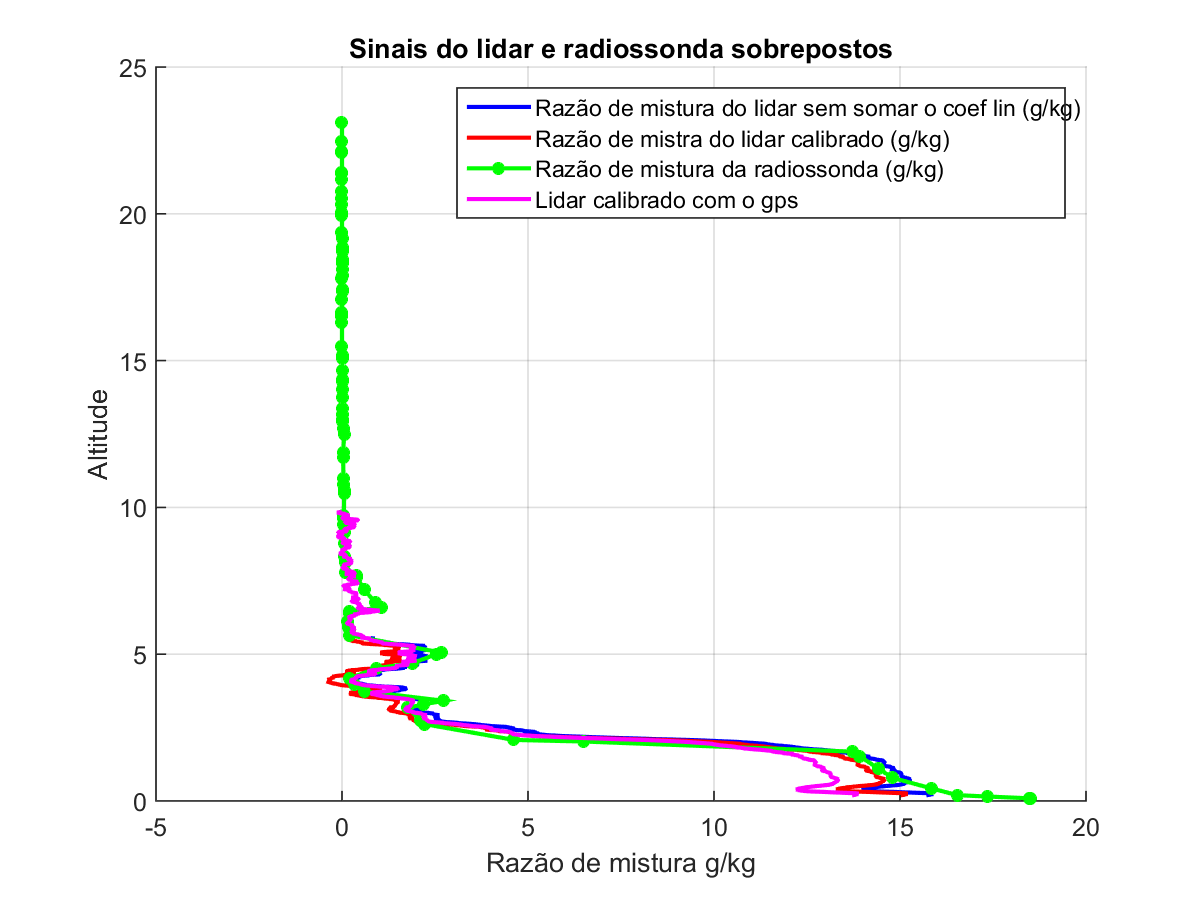 Sinais do lidar e radiossonda sobrepostos
25
Razão de mistura do lidar sem somar o coef lin (g/kg)
Razão de mistra do lidar calibrado (g/kg)
Razão de mistura da radiossonda (g/kg)
Lidar calibrado com o gps
20
15
Altitude
10
5
0
-5 0 5 10 15 20
Razão de mistura g/kg